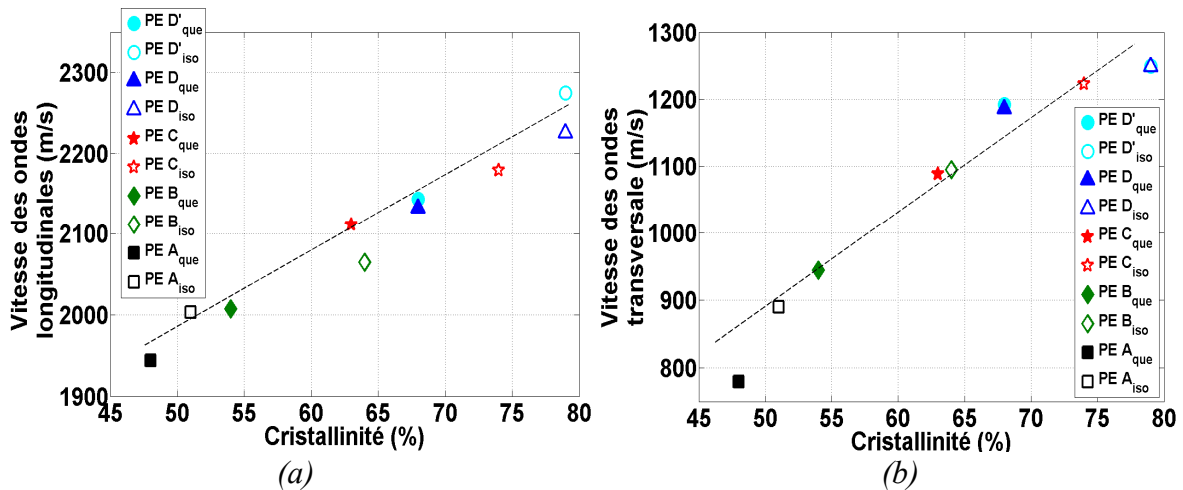 PE D'que
PE D'iso
PE Dque
PE Diso
PE Cque
PE Ciso
PE Bque
PE Biso
PE Aque
PE Aiso
2300
2200
2100
2000
1900
45 50 55 60 65 70 75 80
Vitesse des ondes
longitudinales (m/s)
Cristallinité (%)
(a)
1300
1200
1100
1000
900
800
45 50 55 60 65 70 75 80
Vitesse des ondes
transversale (m/s)
Cristallinité (%)
PE D'que
PE D'iso
PE Dque
PE Diso
PE Cque
PE Ciso
PE Bque
PE Biso
PE Aque
PE Aiso
(b)